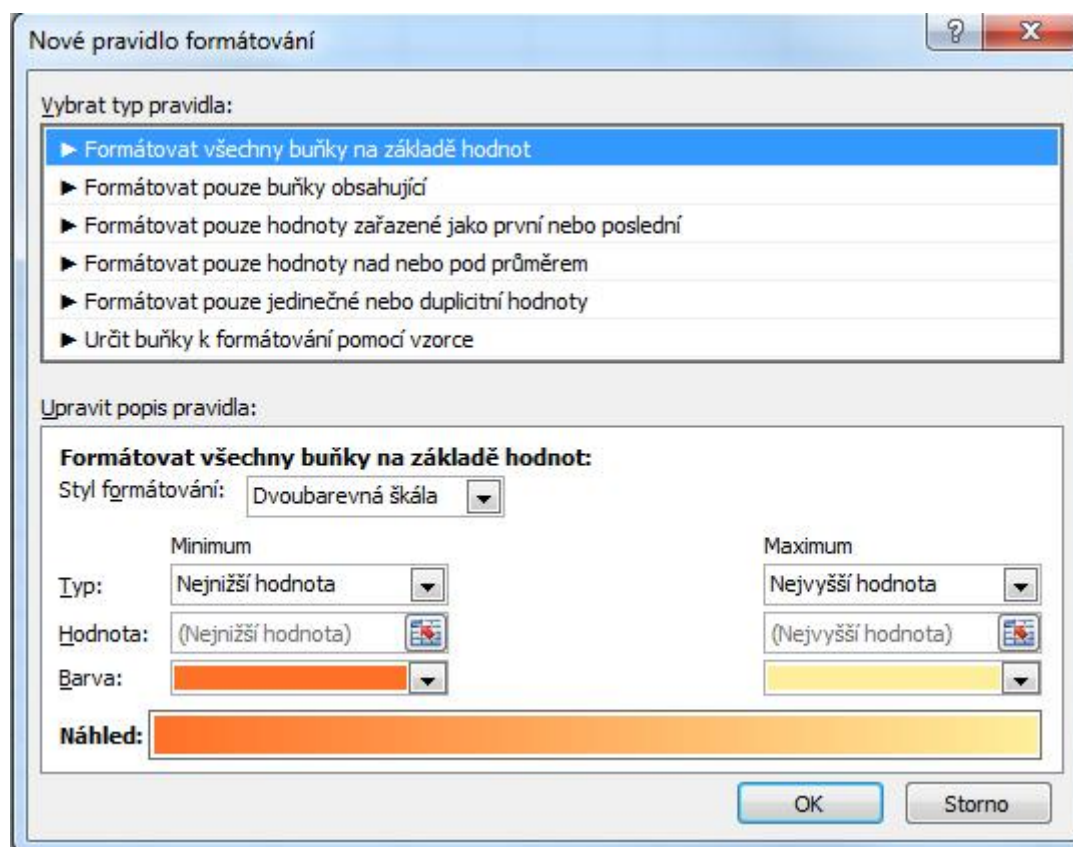 Nové pravidlo formátování
Vybrat typ pravidla:
► Formátovat všechny buňky na základě hodnot
► Formátovat pouze buňky obsahující
► Formátovat pouze hodnoty zařazené jako první nebo poslední
► Formátovat pouze hodnoty nad nebo pod průměrem
► Formátovat pouze jedinečné nebo duplicitní hodnoty
► Určit buňky k formátování pomocí vzorce
Upravit popis pravidla:
Formátovat všechny buňky na základě hodnot:
Styl formátování: Dvoubarevná škála
Minimum Maximum
Typ: Nejnižší hodnota Nejvyšší hodnota
Hodnota: (Nejnižší hodnota) (Nejvyšší hodnota)
Barva:
Náhled:
OK Storno